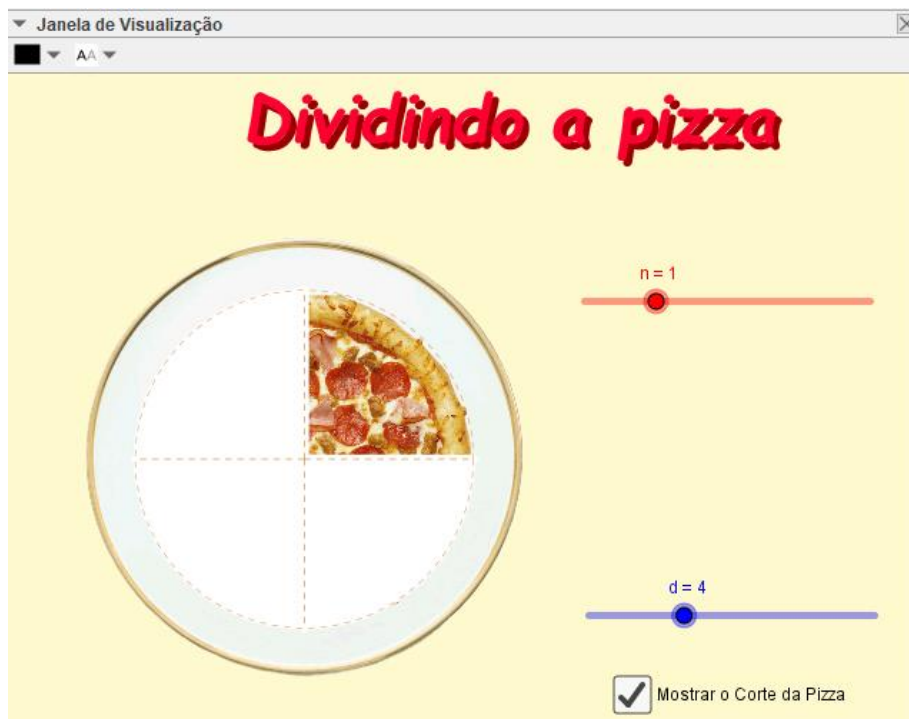 Janela de Visualização
AA
Dividindo a pizza
n = 1
d = 4
Mostrar o Corte da Pizza